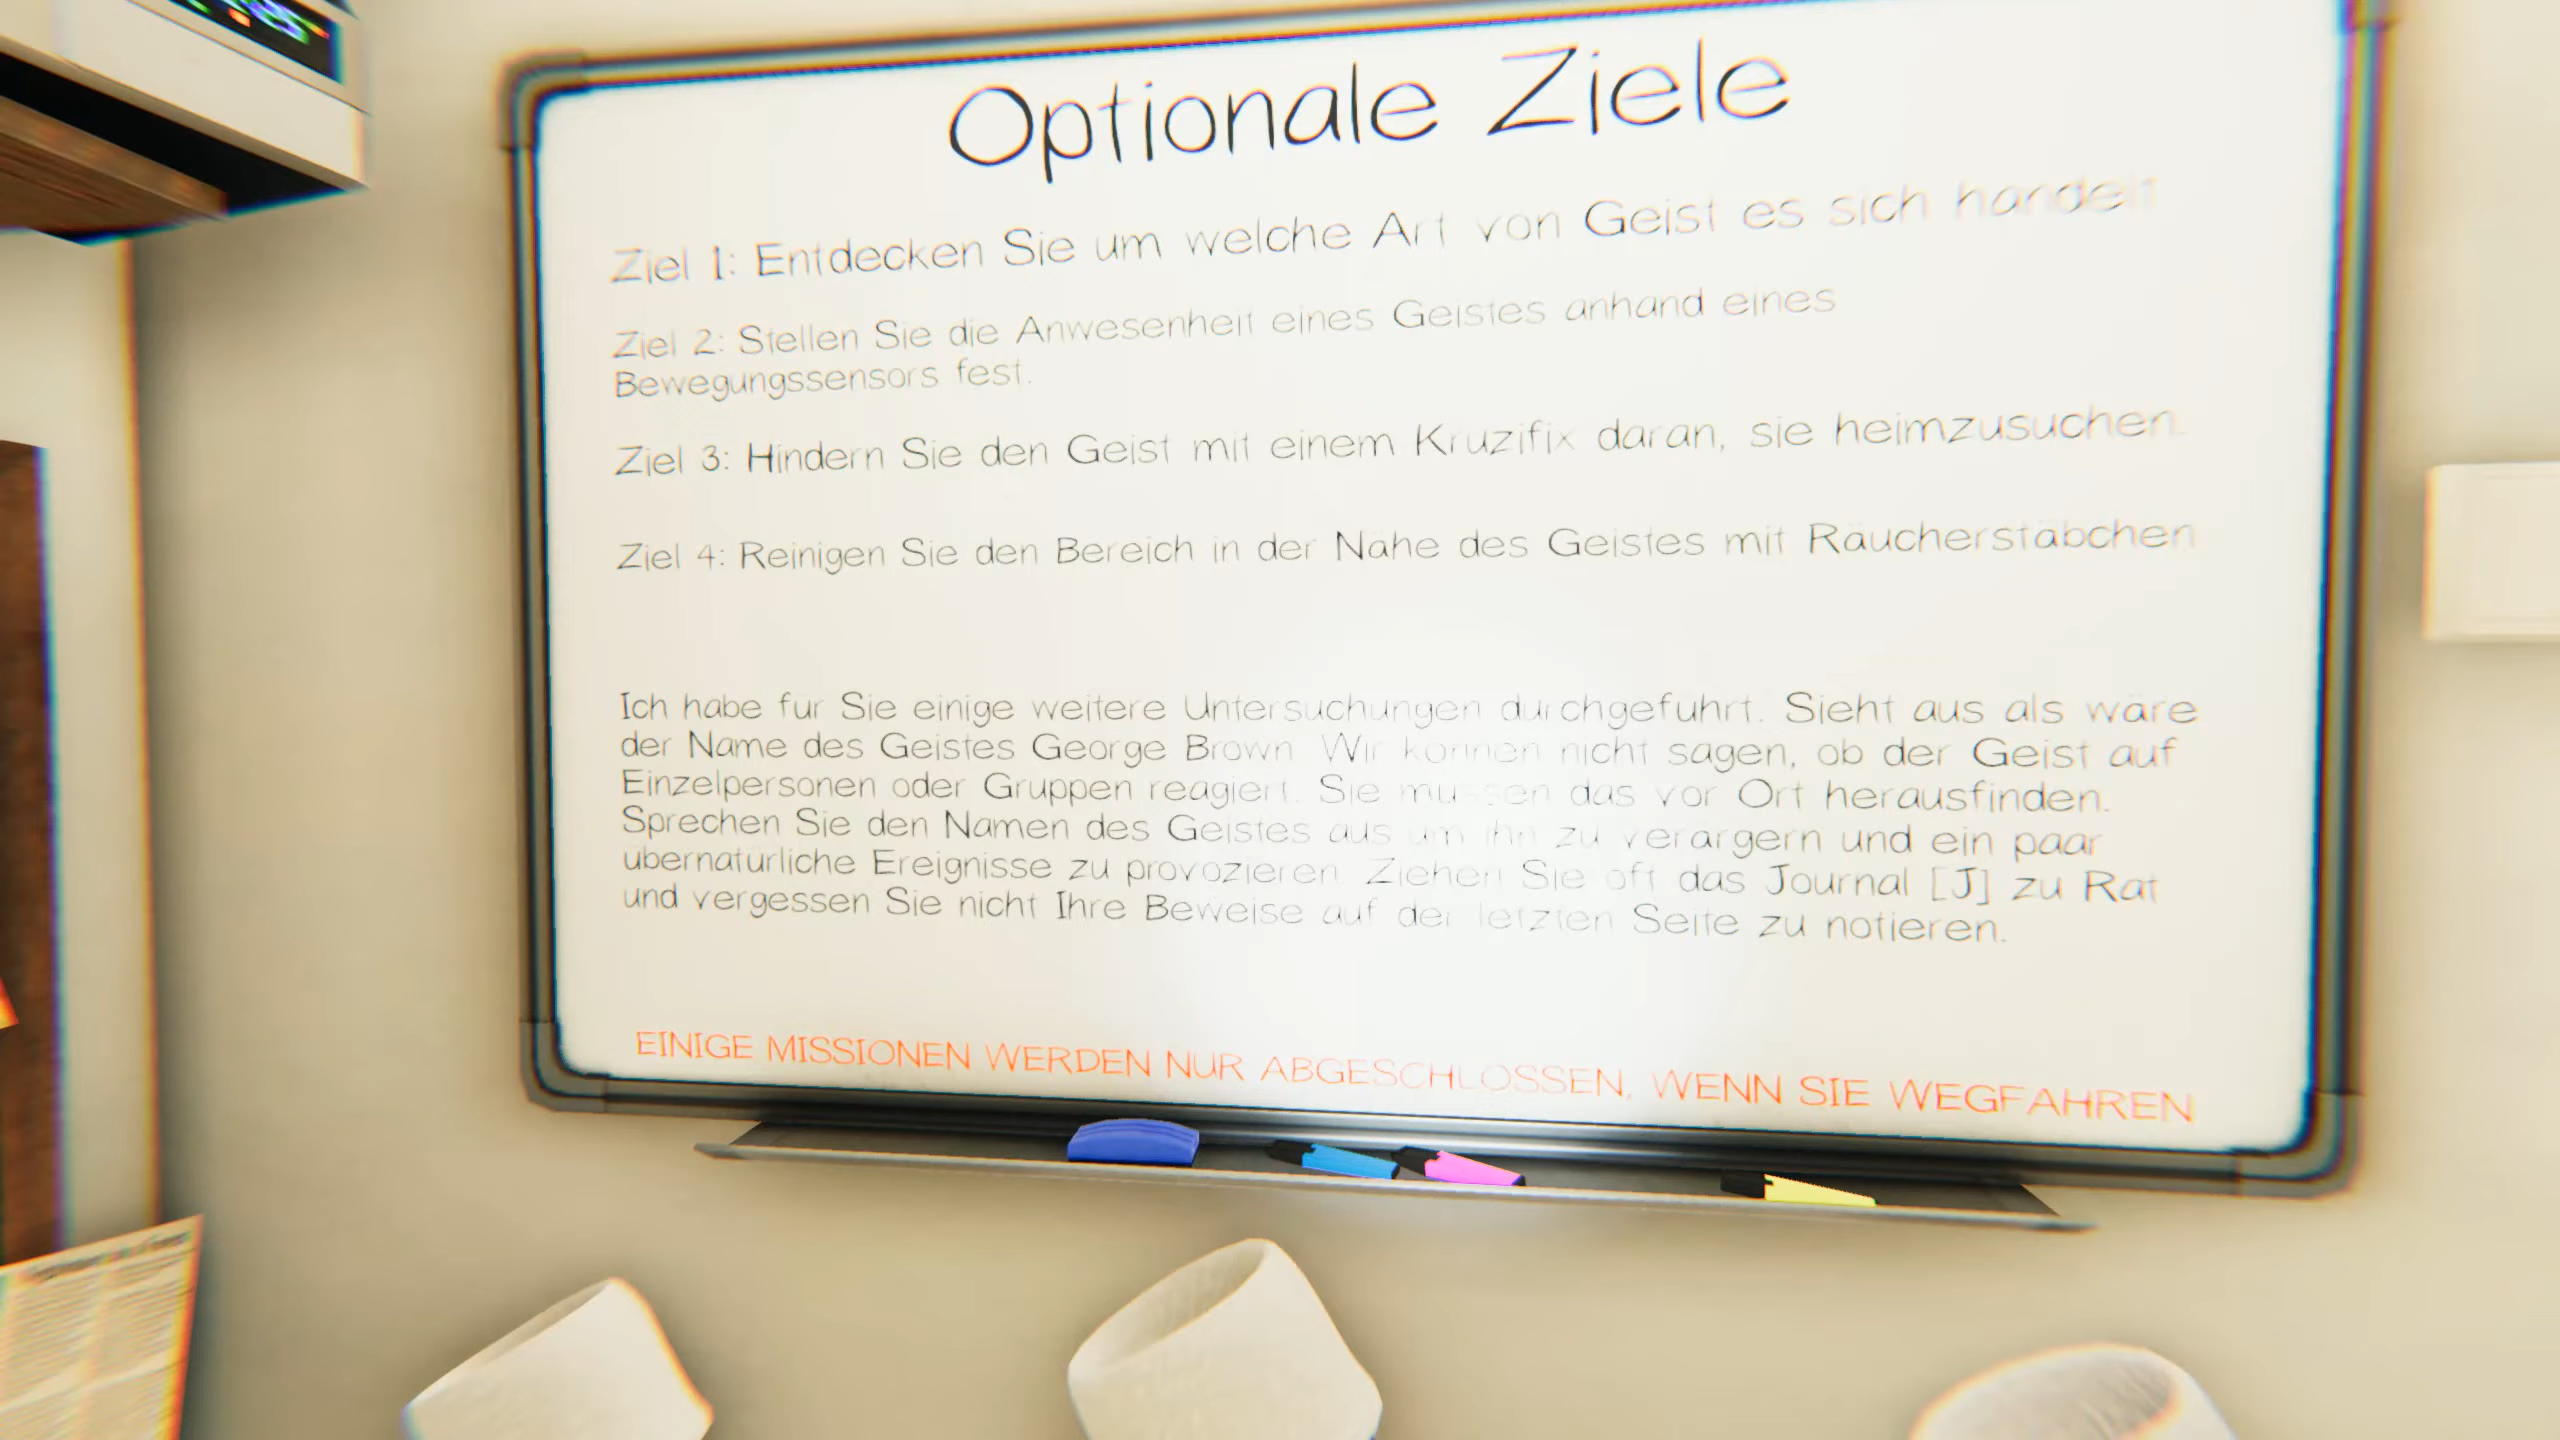 Optionale Ziele
Ziel 1: Entdecken Sie um welche Art von Geist es sich handelt
Ziel 2: Stellen Sie die Anwesenheit eines Geistes anhand eines
Bewegungssensors fest.
Ziel 3: Hindern Sie den Geist mit einem Kruzifix daran, sie heimzusuchen.
Ziel 4: Reinigen Sie den Bereich in der Nähe des Geistes mit Räucherstäbchen
Ich habe für Sie einige weitere Untersuchungen durchgeführt. Sieht aus als wäre
der Name des Geistes George Brown. Wir können nicht sagen, ob der Geist auf
Einzelpersonen oder Gruppen reagiert. Sie müssen das vor Ort herausfinden.
Sprechen Sie den Namen des Geistes aus um ihn zu verärgern und ein paar
übernatürliche Ereignisse zu provozieren. Ziehen Sie oft das Journal [J] zu Rat
und vergessen Sie nicht Ihre Beweise auf der letzten Seite zu notieren.
EINIGE MISSIONEN WERDEN NUR ABGESCHLOSSEN, WENN SIE WEGFAHREN